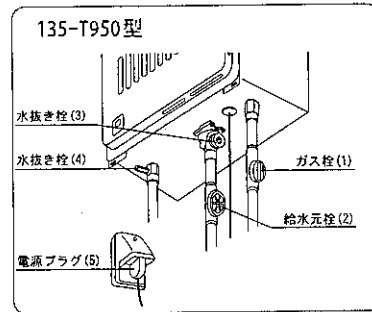 135-T950型
水抜き栓(3)
水抜き栓(4)
ガス栓(1)
給水元栓(2)
電源プラグ(5)